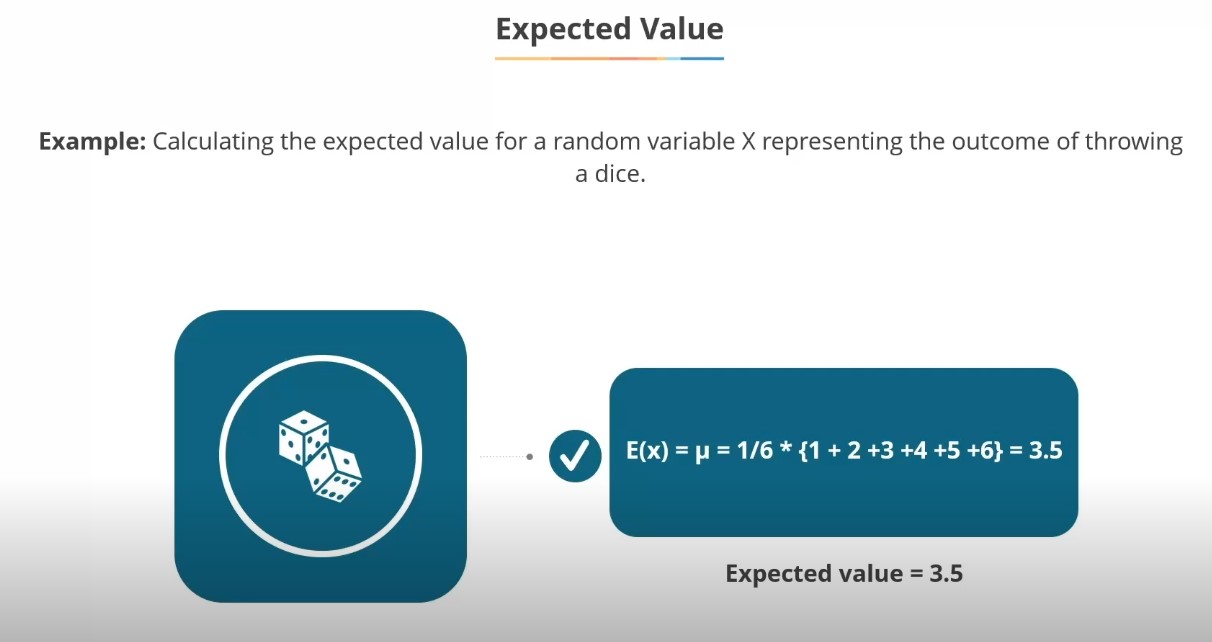 Expected Value
Example: Calculating the expected value for a random variable X representing the outcome of throwing
a dice.
E(x) = μ = 1/6 * {1 + 2 +3 +4 +5 +6} = 3.5
Expected value = 3.5